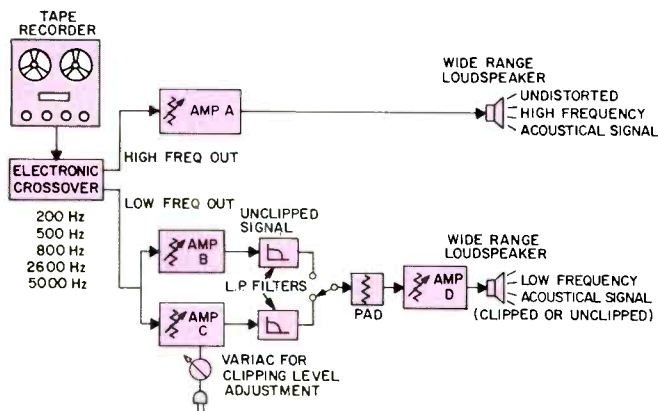 TAPE
RECORDER
WIDE RANGE
LOUDSPEAKER
UNDISTORTED
HIGH FREQUENCY
ACOUSTICAL SIGNAL
AMP A
HIGH FREQ OUT
ELECTRONIC
CROSSOVER
LOW FREQ OUT
200 Hz
500 Hz
800 Hz
2600 Hz
5000 Hz
UNCLIPPED
SIGNAL
AMP
B
L.P FILTERS
AMP
C
PAD
AMP
D
WIDE RANGE
LOUDSPEAKER
LOW FREQUENCY
ACOUSTICAL SIGNAL
(CLIPPED OR UNCLIPPED)
VARIAC FOR
CLIPPING LEVEL
ADJUSTMENT